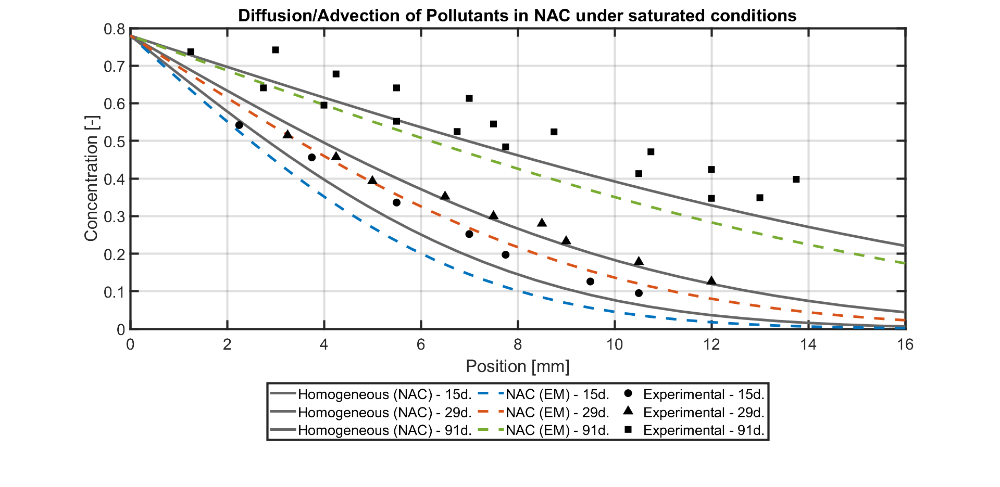 Diffusion/Advection of Pollutants in NAC under saturated conditions
0.8
0.7
0.6
0.5
0.4
0.3
0.2
0.1
0
Concentration [-]
0 2 4 6 8 10 12 14 16
Position [mm]
Homogeneous (NAC) - 15d. NAC (EM) - 15d. Experimental - 15d.
Homogeneous (NAC) - 29d. NAC (EM) - 29d. Experimental - 29d.
Homogeneous (NAC) - 91d. NAC (EM) - 91d. Experimental - 91d.